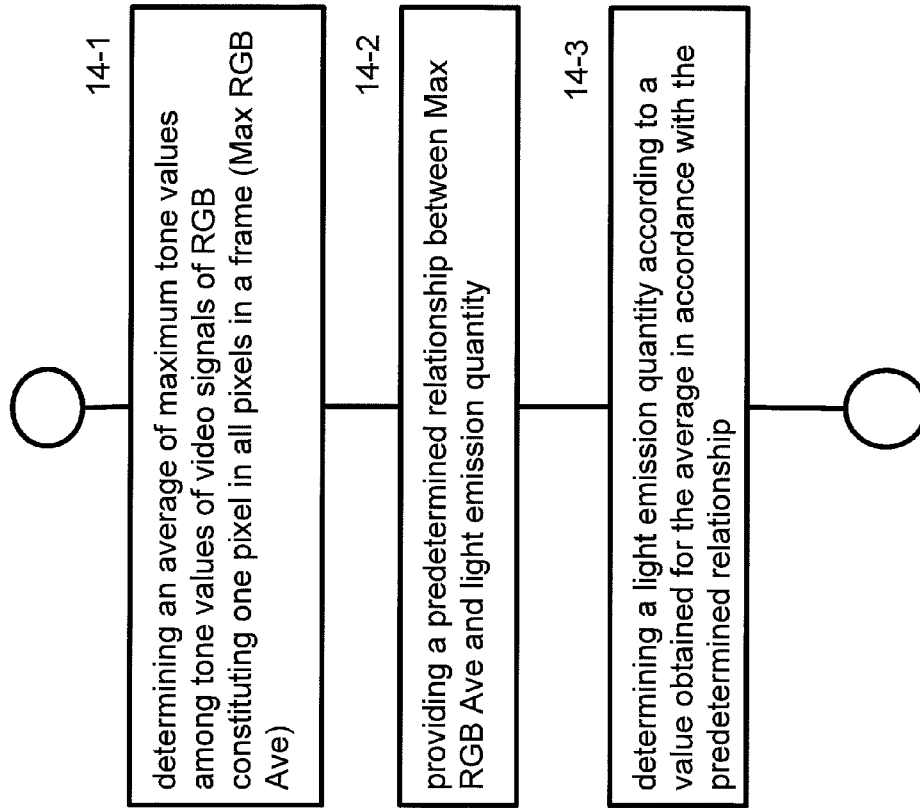 14-1
determining an average of maximum tone values
among tone values of video signals of RGB
constituting one pixel in all pixels in a frame (Max RGB
Ave)
14-2
providing a predetermined relationship between Max
RGB Ave and light emission quantity
14-3
determining a light emission quantity according to a
value obtained for the average in accordance with the
predetermined relationship